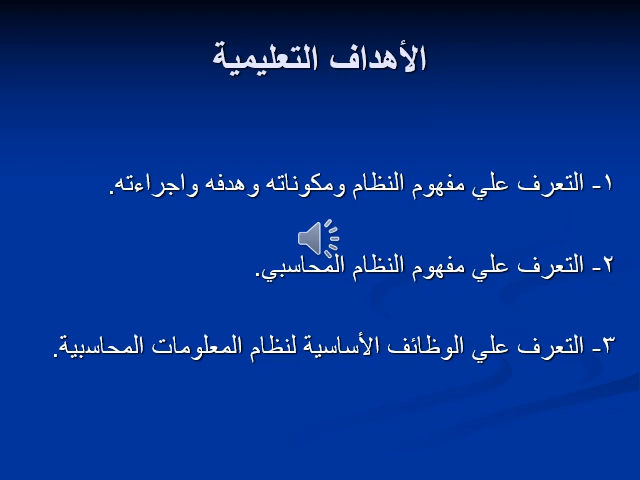 الأهداف التعليمية
١- التعرف علي مفهوم النظام ومكوناته وهدفه واجراءته.
٢- التعرف علي مفهوم النظام المحاسبي.
٣- التعرف علي الوظائف الأساسية لنظام المعلومات المحاسبية.